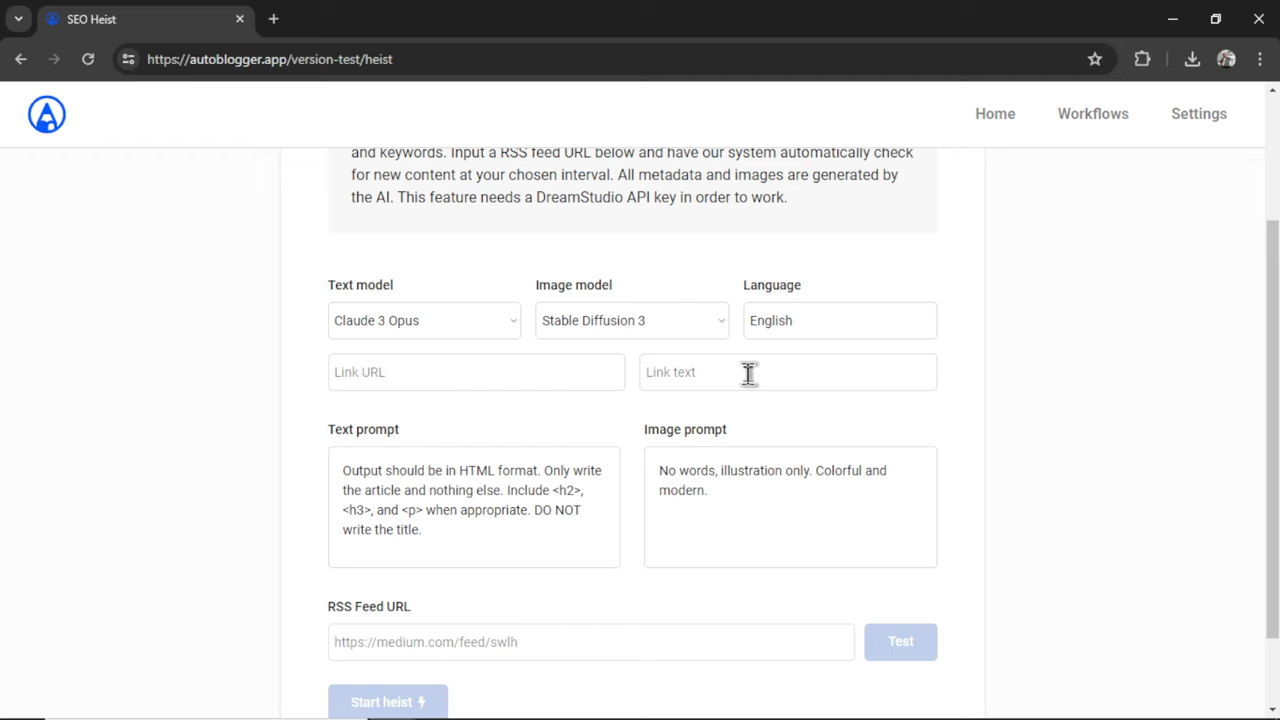 SEO Heist
https://autoblogger.app/version-test/heist
Home Workflows Settings
and keywords. Input a RSS feed URL below and have our system automatically check
for new content at your chosen interval. All metadata and images are generated by
the AI. This feature needs a DreamStudio API key in order to work.
Text model Image model Language
Claude 3 Opus Stable Diffusion 3 English
Link URL Link text
Text prompt Image prompt
Output should be in HTML format. Only write
the article and nothing else. Include <h2>,
<h3>, and <p> when appropriate. DO NOT
write the title.
No words, illustration only. Colorful and
modern.
RSS Feed URL
https://medium.com/feed/swlh Test
Start heist